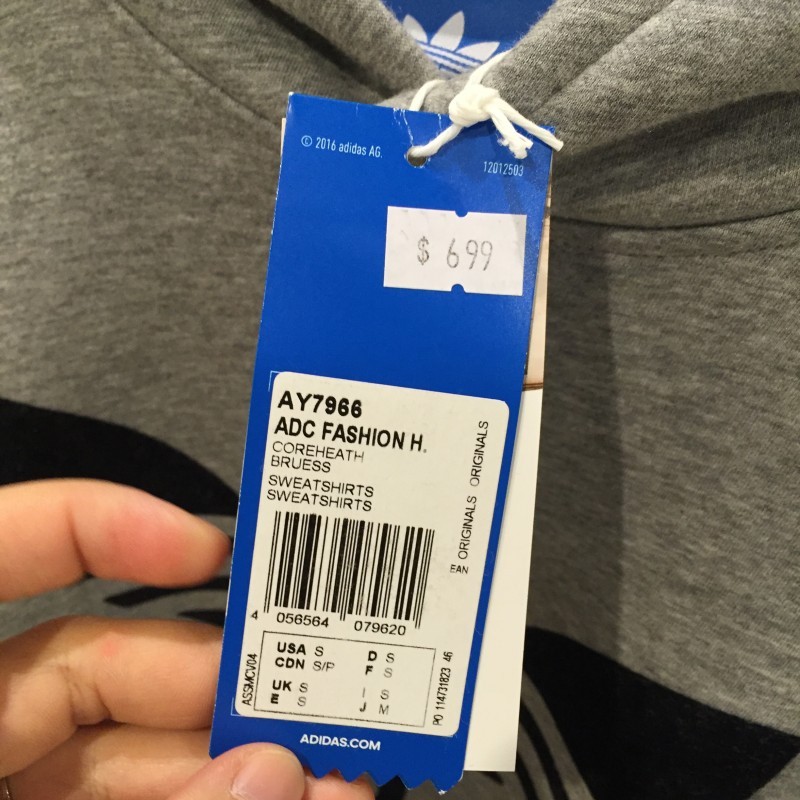 © 2016 adidas AG.
12012503
$ 699
AY7966
ADC FASHION H.
COREHEATH
BRUESS
SWEATSHIRTS
SWEATSHIRTS
ORIGINALS ORIGINALS
EAN
4 056564 079620
USA S D S
CDN S/P F S
UK S I S
E S J M
ASSMCV04
PO 114731823 46
ADIDAS.COM